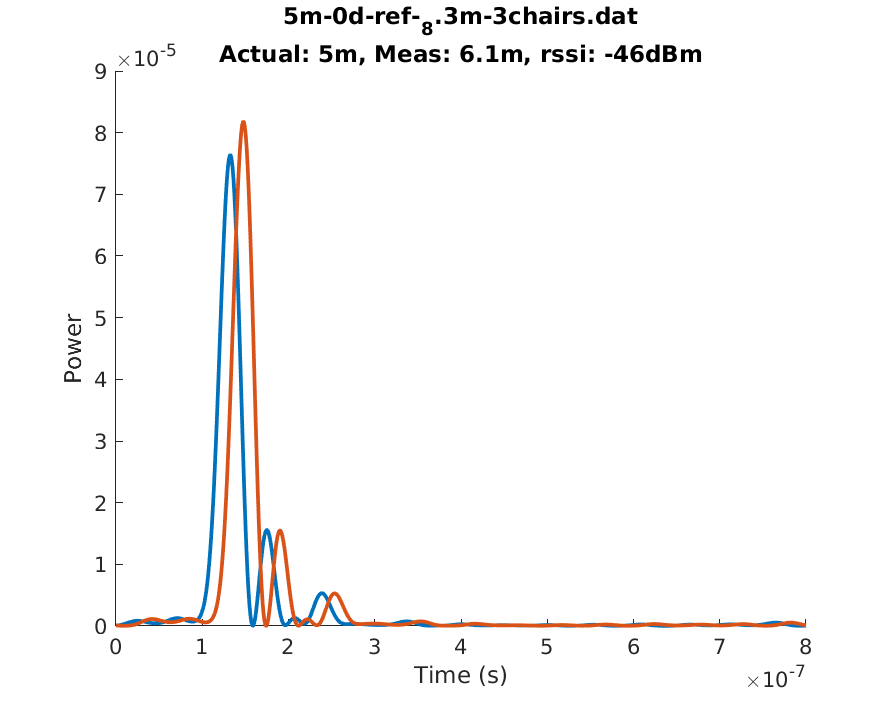 5m-0d-ref-8.3m-3chairs.dat
Actual: 5m, Meas: 6.1m, rssi: -46dBm
×10-5
9
8
7
6
5
4
3
2
1
0
Power
0 1 2 3 4 5 6 7 8
Time (s)
×10-7